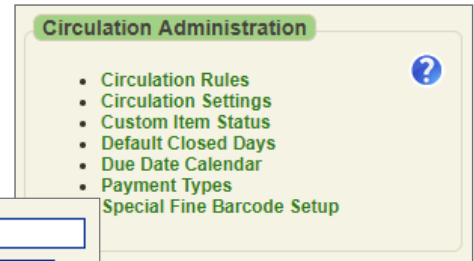 Circulation Administration
Circulation Rules
Circulation Settings
Custom Item Status
Default Closed Days
Due Date Calendar
Payment Types
Special Fine Barcode Setup
?